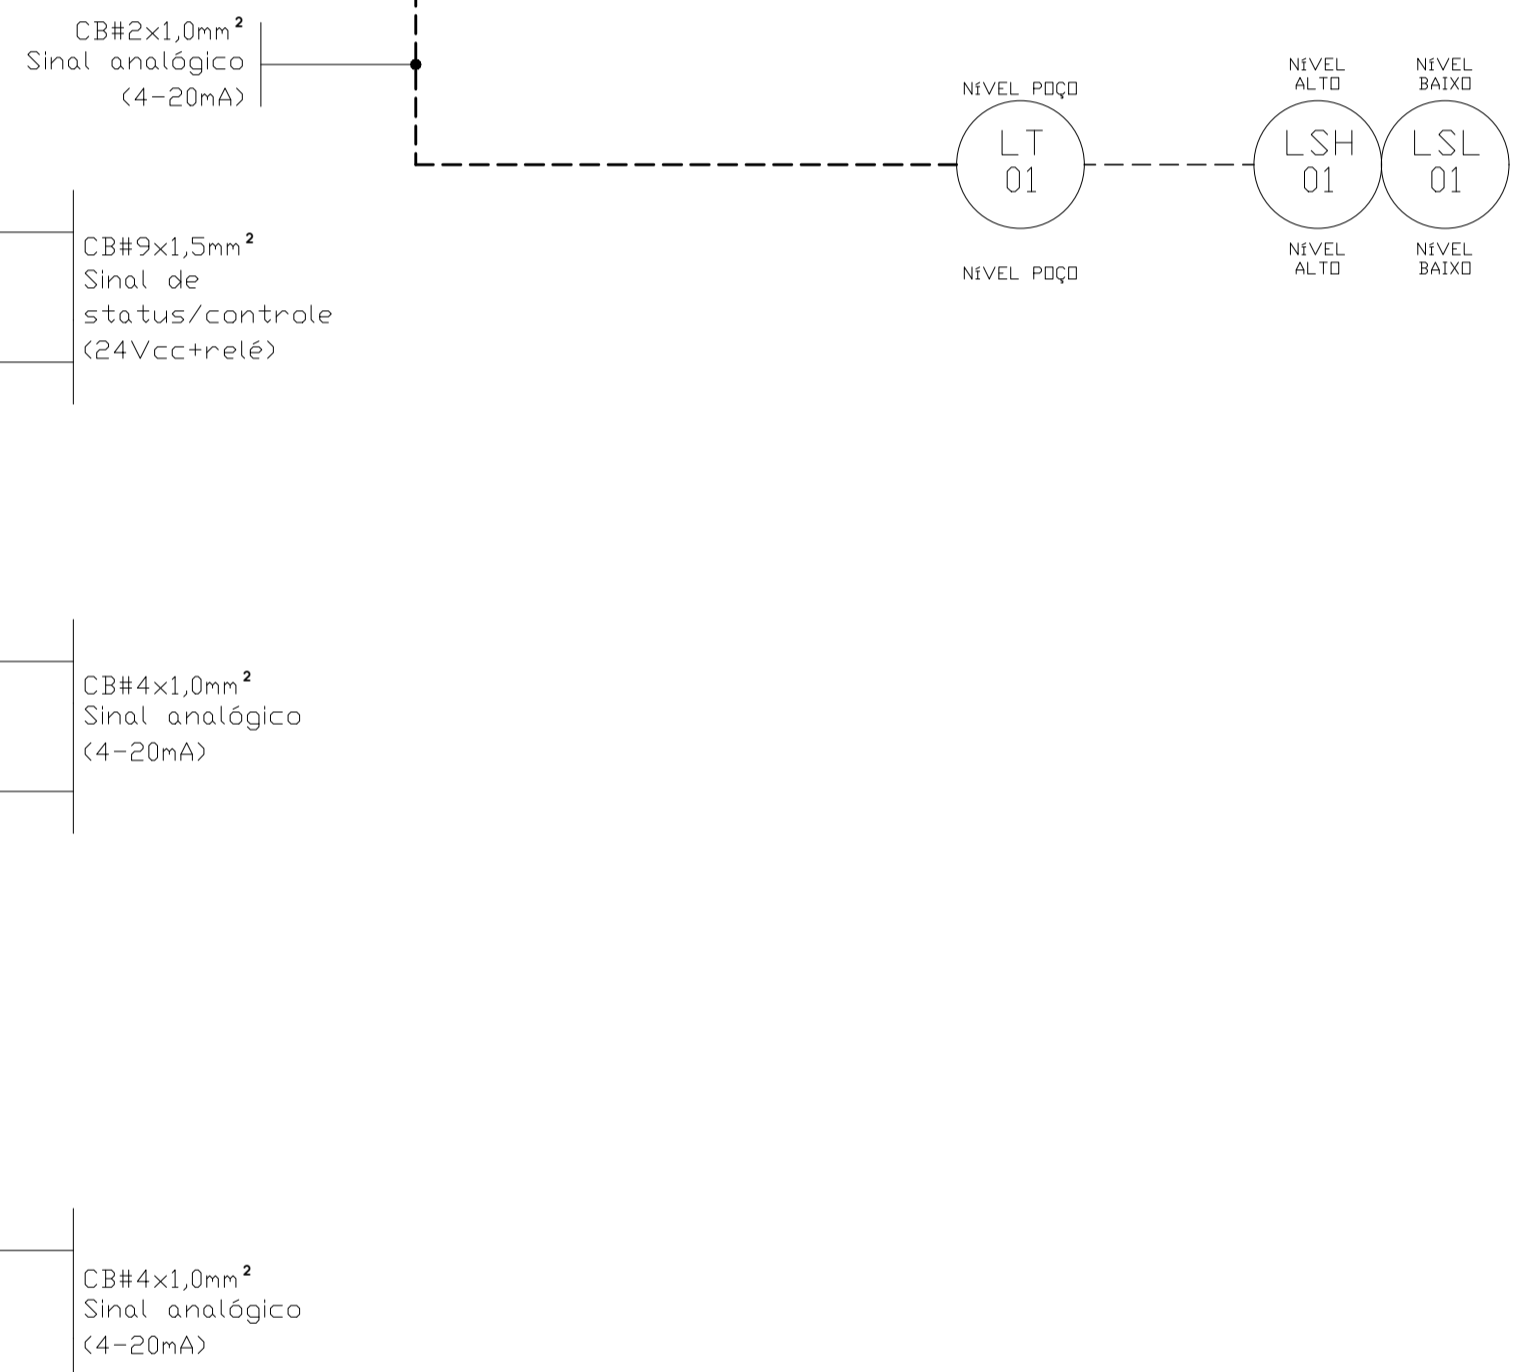 CB#2x1,0mm²
Sinal analógico
(4-20mA)
NÍVEL POÇO
LT
01
NÍVEL POÇO
NÍVEL
ALTO
LSH
01
NÍVEL
ALTO
NÍVEL
BAIXO
LSL
01
NÍVEL
BAIXO
CB#9x1,5mm²
Sinal de
status/controle
(24Vcc+relé)
CB#4x1,0mm²
Sinal analógico
(4-20mA)
CB#4x1,0mm²
Sinal analógico
(4-20mA)